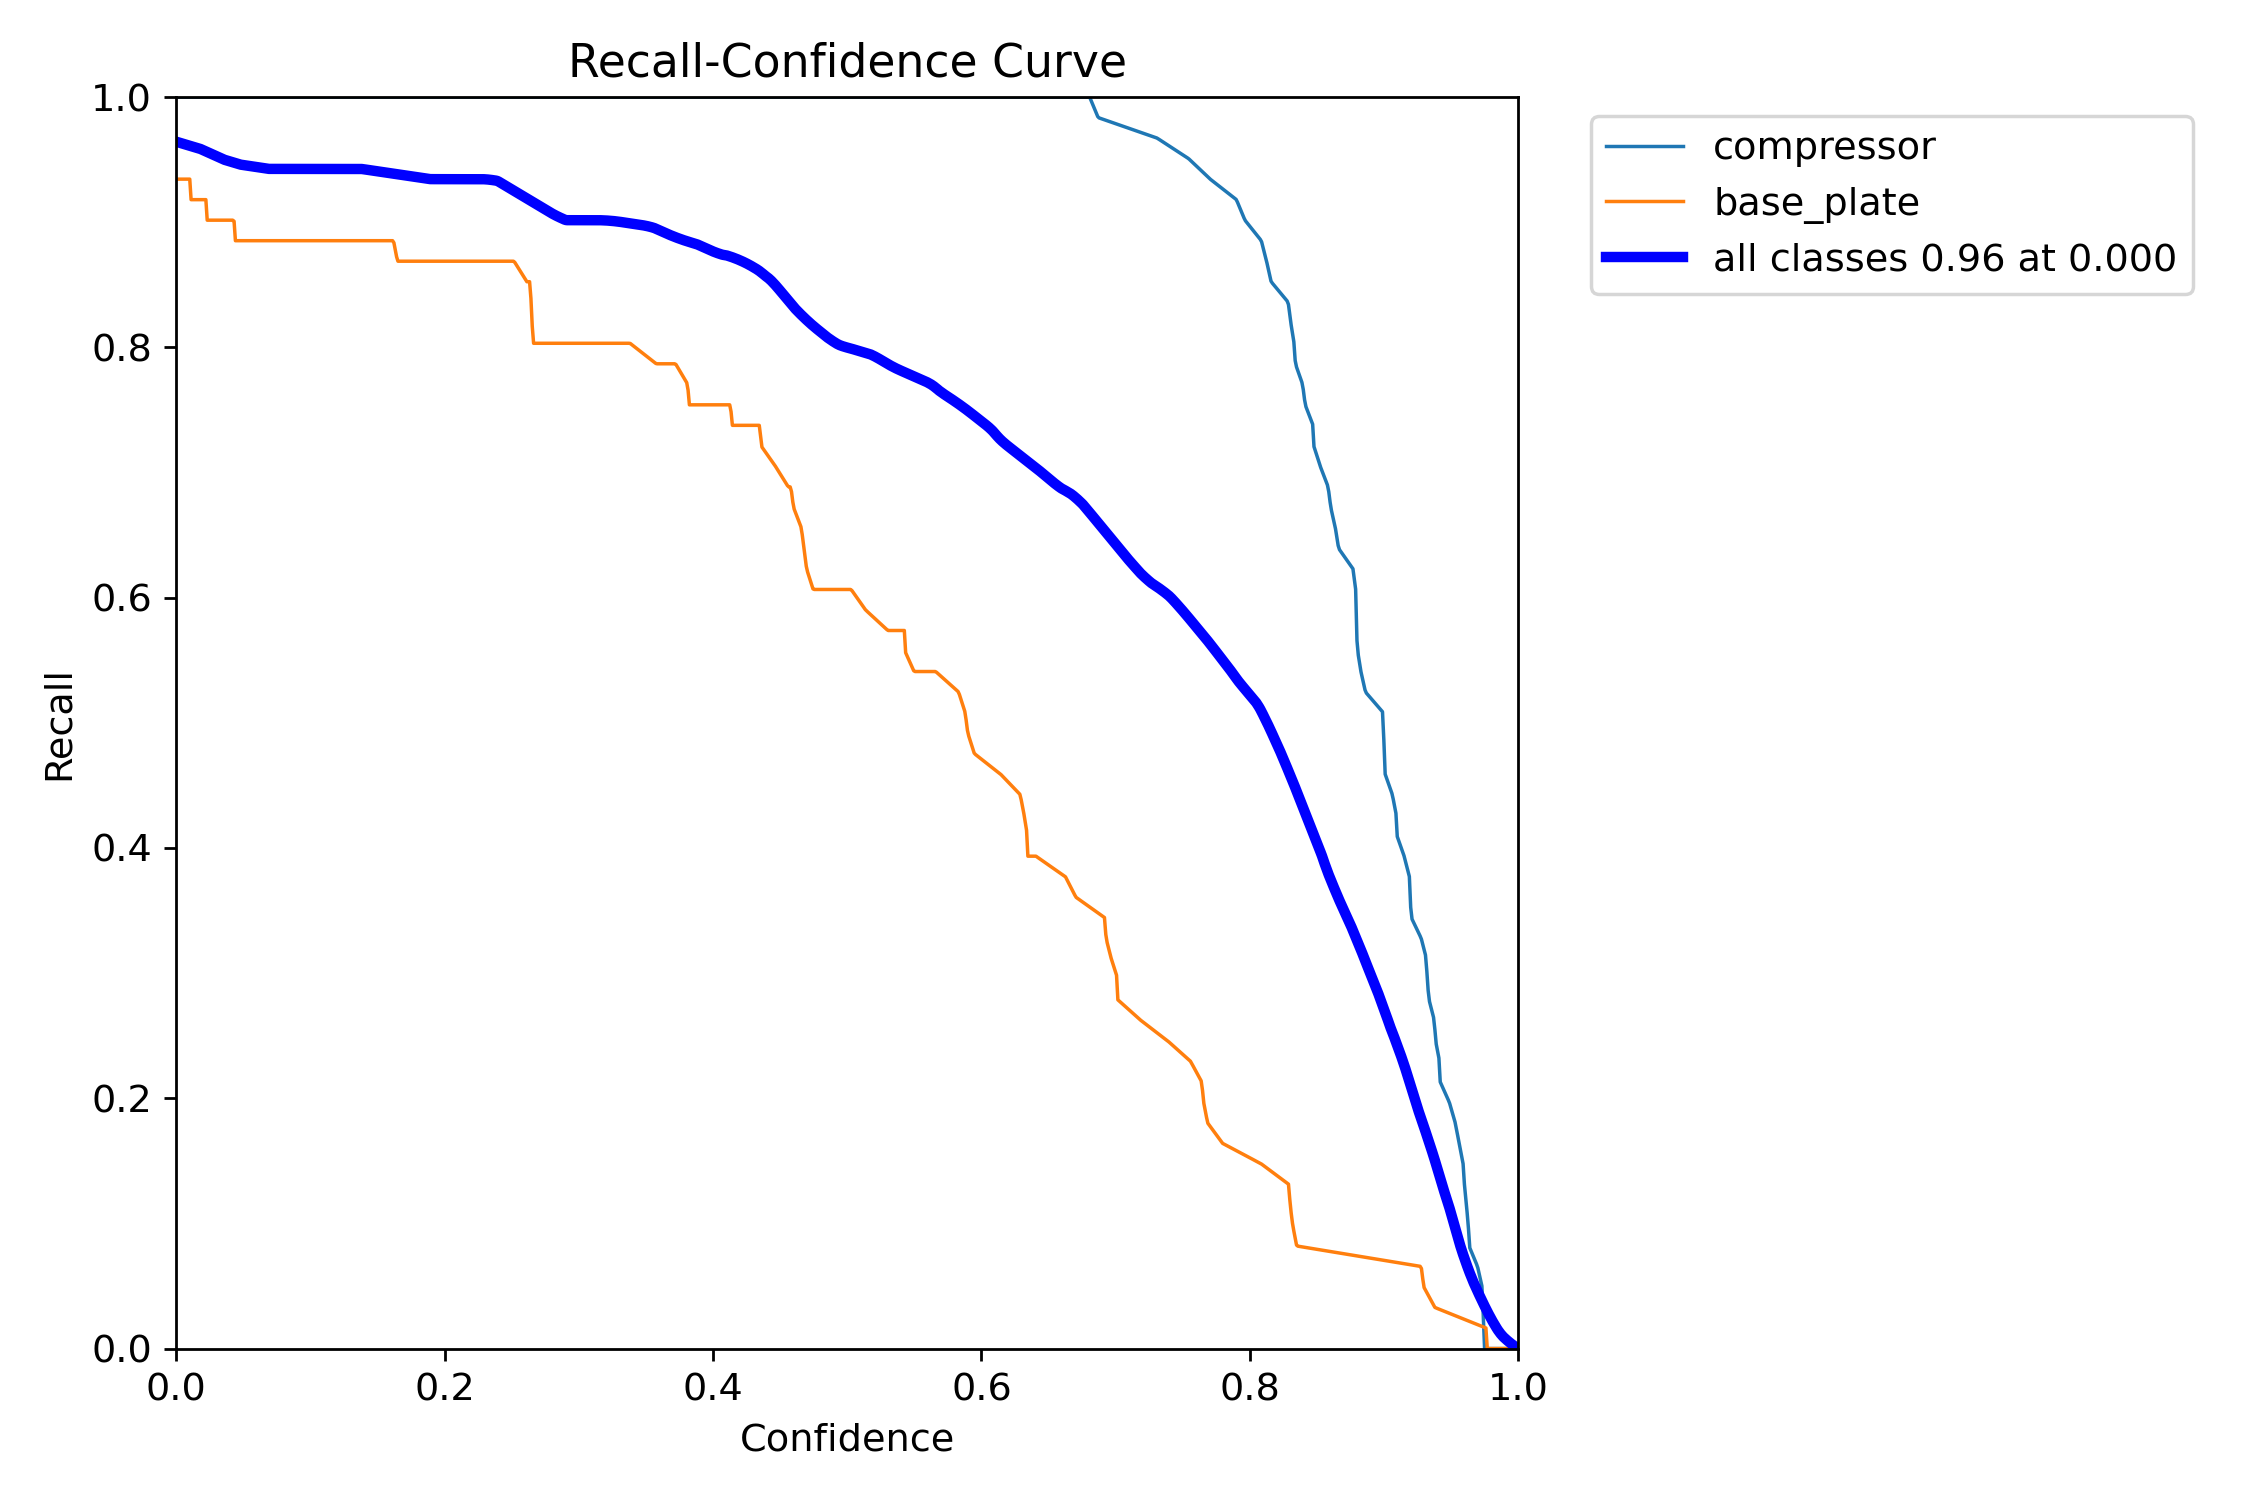 Recall-Confidence Curve
1.0
0.8
0.6
0.4
0.2
0.0
Recall
0.0 0.2 0.4 0.6 0.8 1.0
Confidence
compressor
base_plate
all classes 0.96 at 0.000